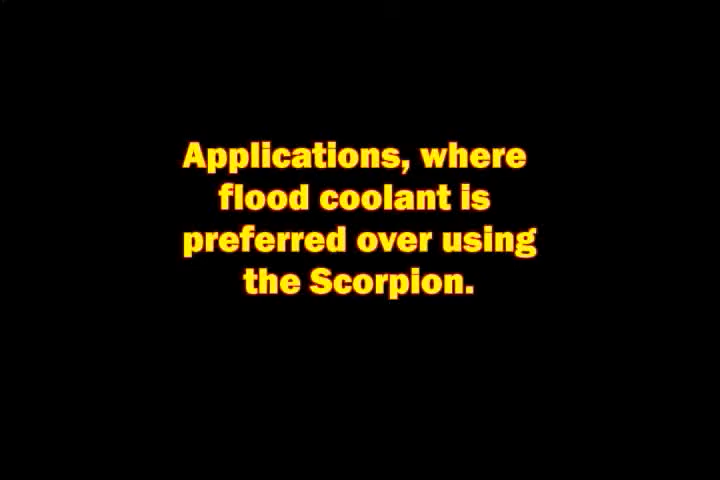 Applications, where
flood coolant is
preferred over using
the Scorpion.